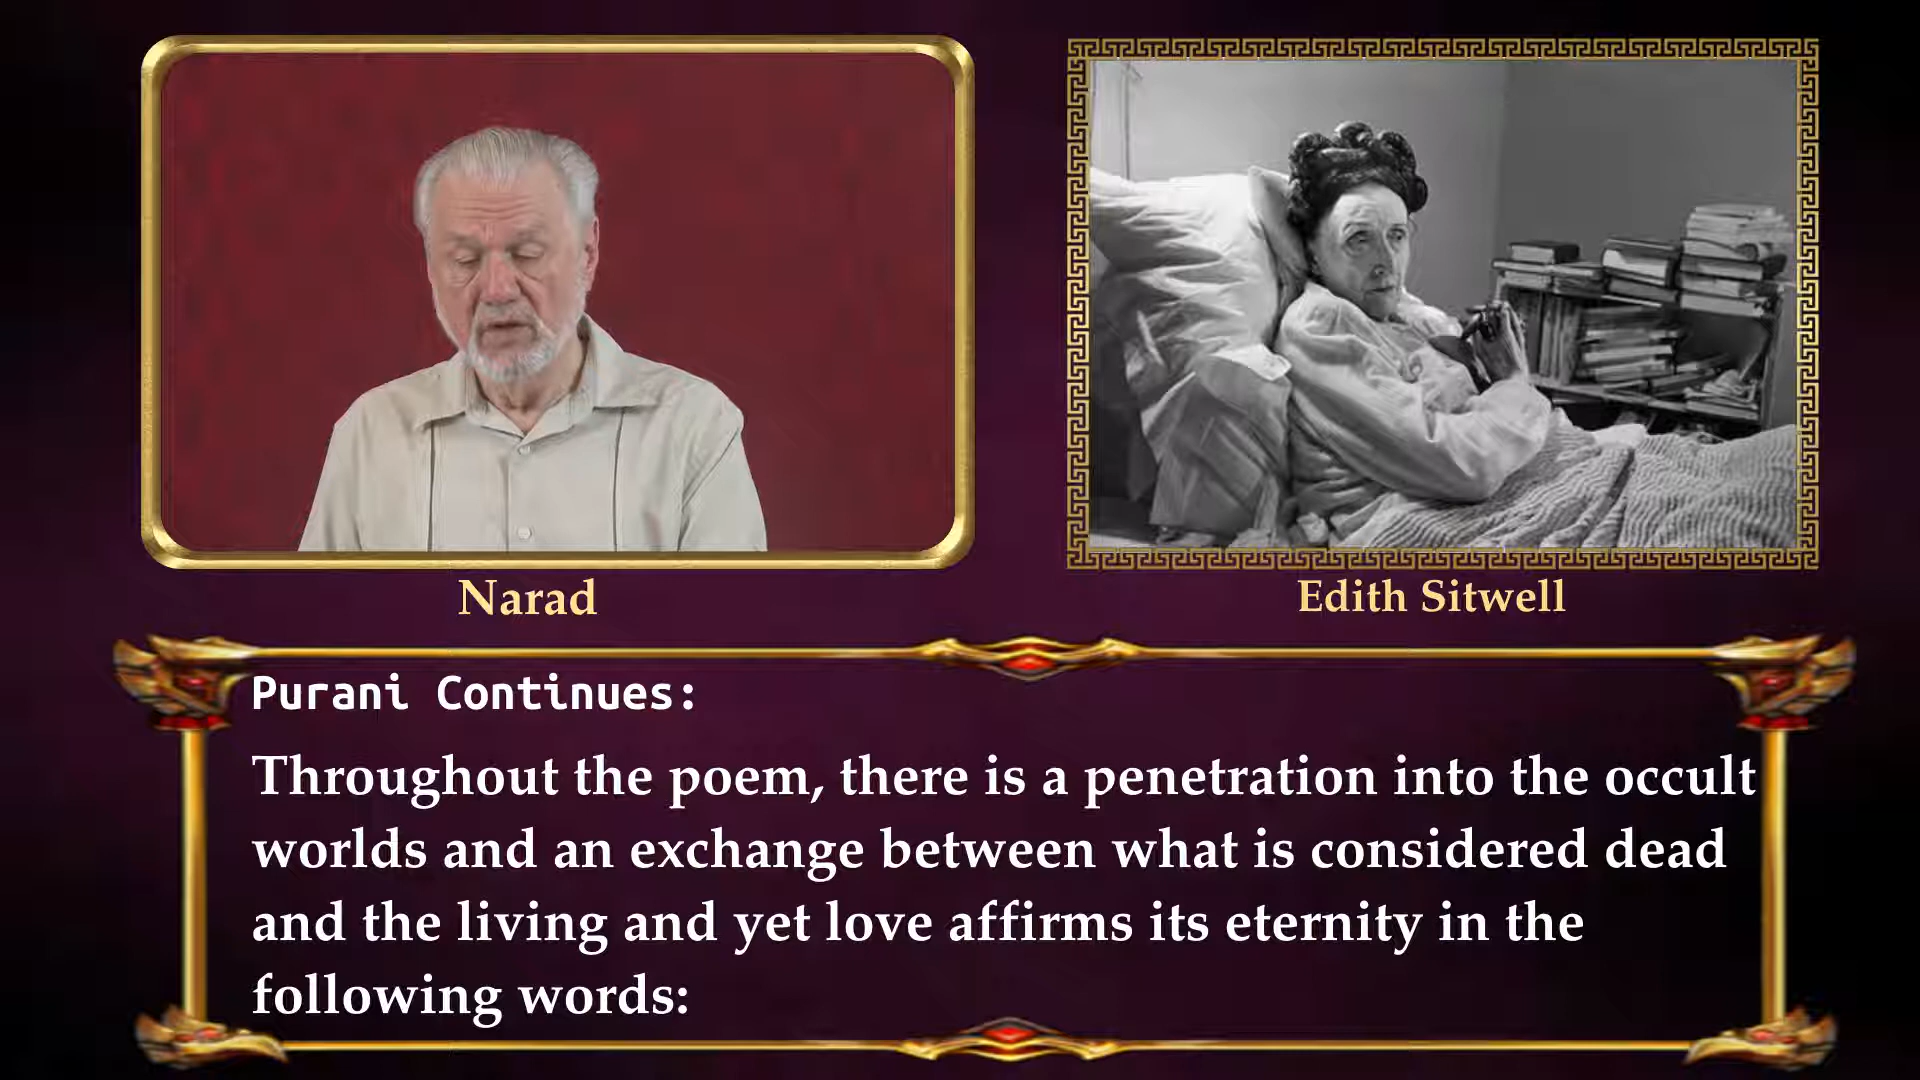 Narad
Edith Sitwell
Purani Continues:
Throughout the poem, there is a penetration into the occult
worlds and an exchange between what is considered dead
and the living and yet love affirms its eternity in the
following words: